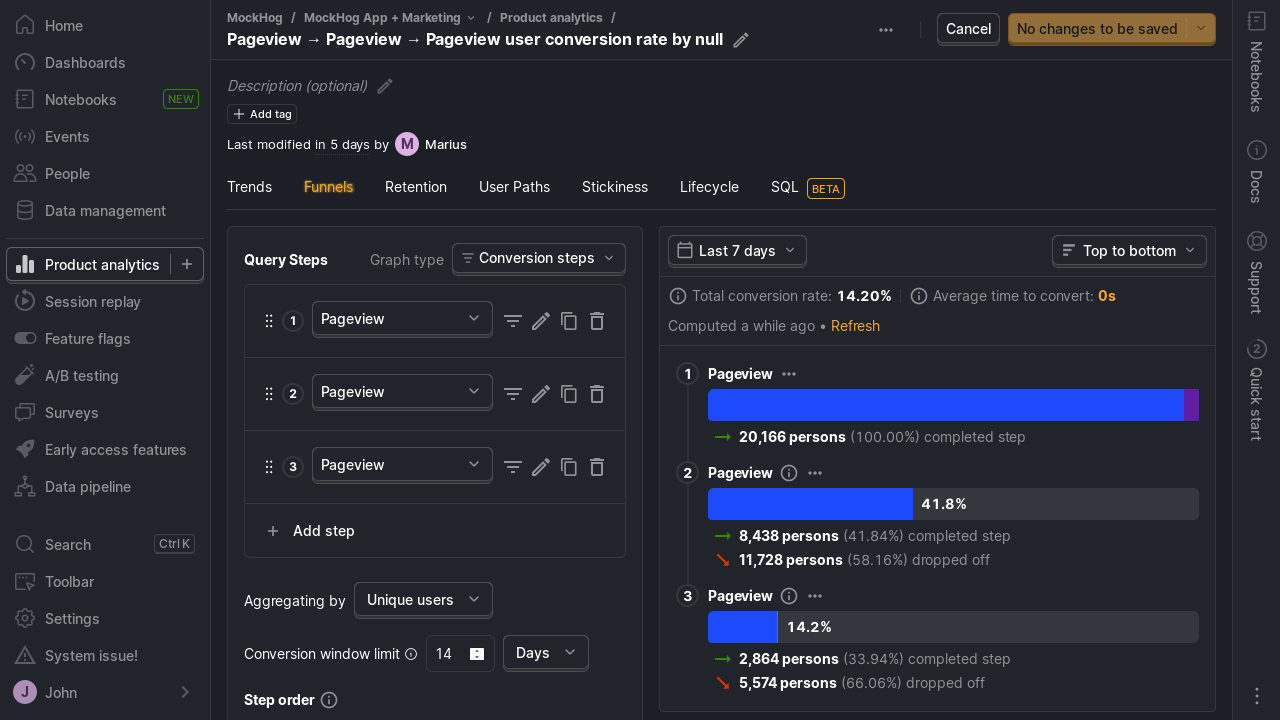 Home
Dashboards
Notebooks NEW
Events
People
Data management
Product analytics
Session replay
Feature flags
A/B testing
Surveys
Early access features
Data pipeline
Search Ctrl K
Toolbar
Settings
System issue!
J John
MockHog / MockHog App + Marketing / Product analytics /
Pageview → Pageview → Pageview user conversion rate by null
Cancel
No changes to be saved
Description (optional)
Add tag
Last modified in 5 days by M Marius
Trends Funnels Retention User Paths Stickiness Lifecycle SQL BETA
Query Steps Graph type Conversion steps
1 Pageview
2 Pageview
3 Pageview
Add step
Aggregating by Unique users
Conversion window limit 14 Days
Step order
Last 7 days Top to bottom
Total conversion rate: 14.20% Average time to convert: 0s
Computed a while ago • Refresh
1 Pageview
20,166 persons (100.00%) completed step
2 Pageview
41.8%
8,438 persons (41.84%) completed step
11,728 persons (58.16%) dropped off
3 Pageview
14.2%
2,864 persons (33.94%) completed step
5,574 persons (66.06%) dropped off
Notebooks
Docs
Support
2 Quick start